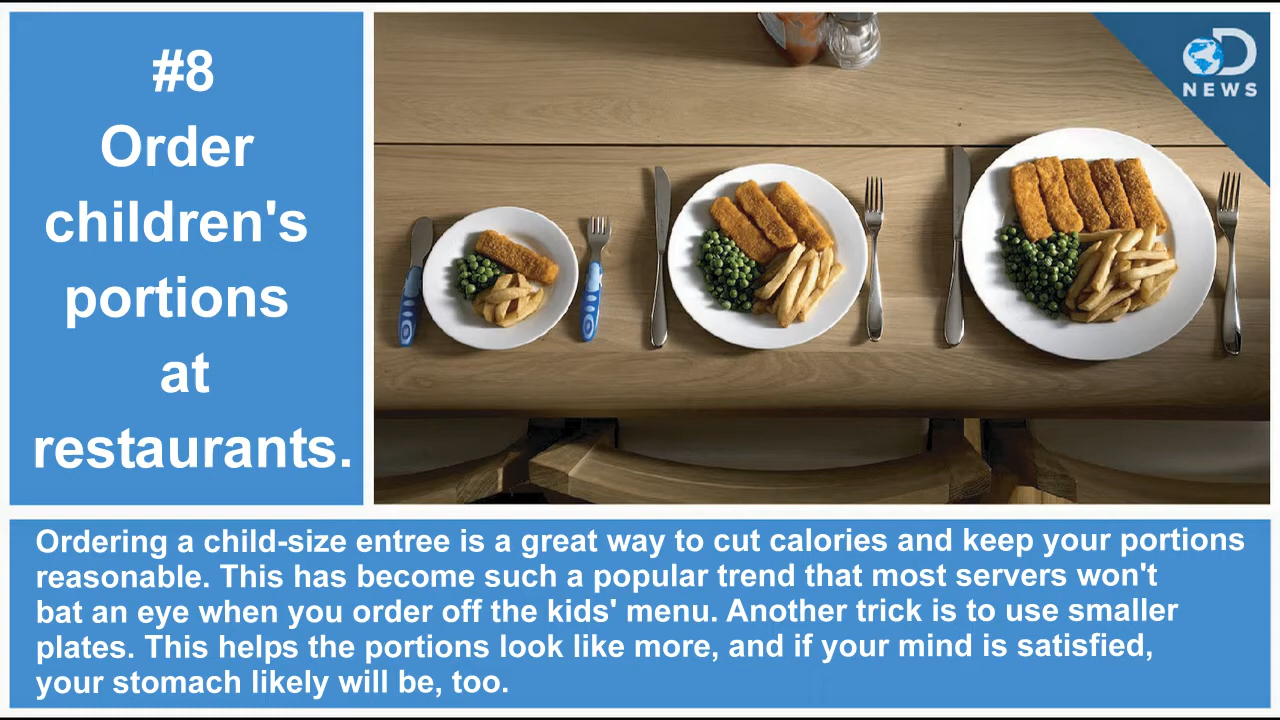 #8
Order
children's
portions
at
restaurants.
D
NEWS
Ordering a child-size entree is a great way to cut calories and keep your portions
reasonable. This has become such a popular trend that most servers won't
bat an eye when you order off the kids' menu. Another trick is to use smaller
plates. This helps the portions look like more, and if your mind is satisfied,
your stomach likely will be, too.